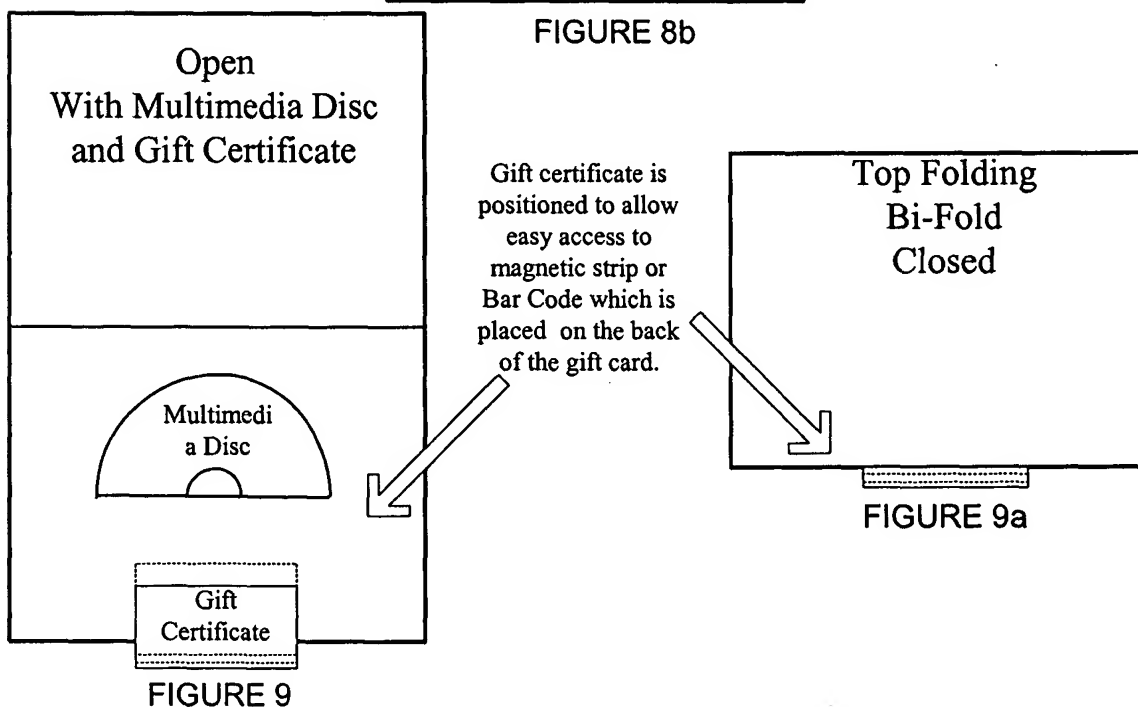 FIGURE 8b
Open
With Multimedia Disc
and Gift Certificate
Gift certificate is
positioned to allow
easy access to
magnetic strip or
Bar Code which is
placed on the back
of the gift card.
Top Folding
Bi-Fold
Closed
Multimedi
a Disc
Gift
Certificate
FIGURE 9
FIGURE 9a